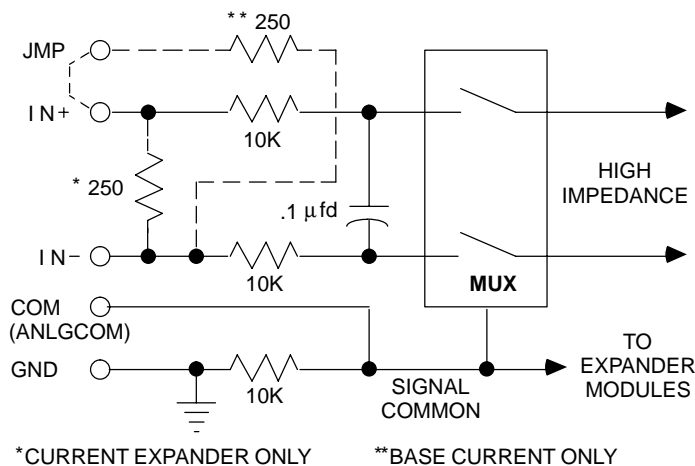 ** 250
JMP
IN+
10K
* 250
HIGH
IMPEDANCE
.1 µfd
IN-
10K
MUX
COM
(ANLGCOM)
TO
EXPANDER
MODULES
GND
10K
SIGNAL
COMMON
*CURRENT EXPANDER ONLY
**BASE CURRENT ONLY